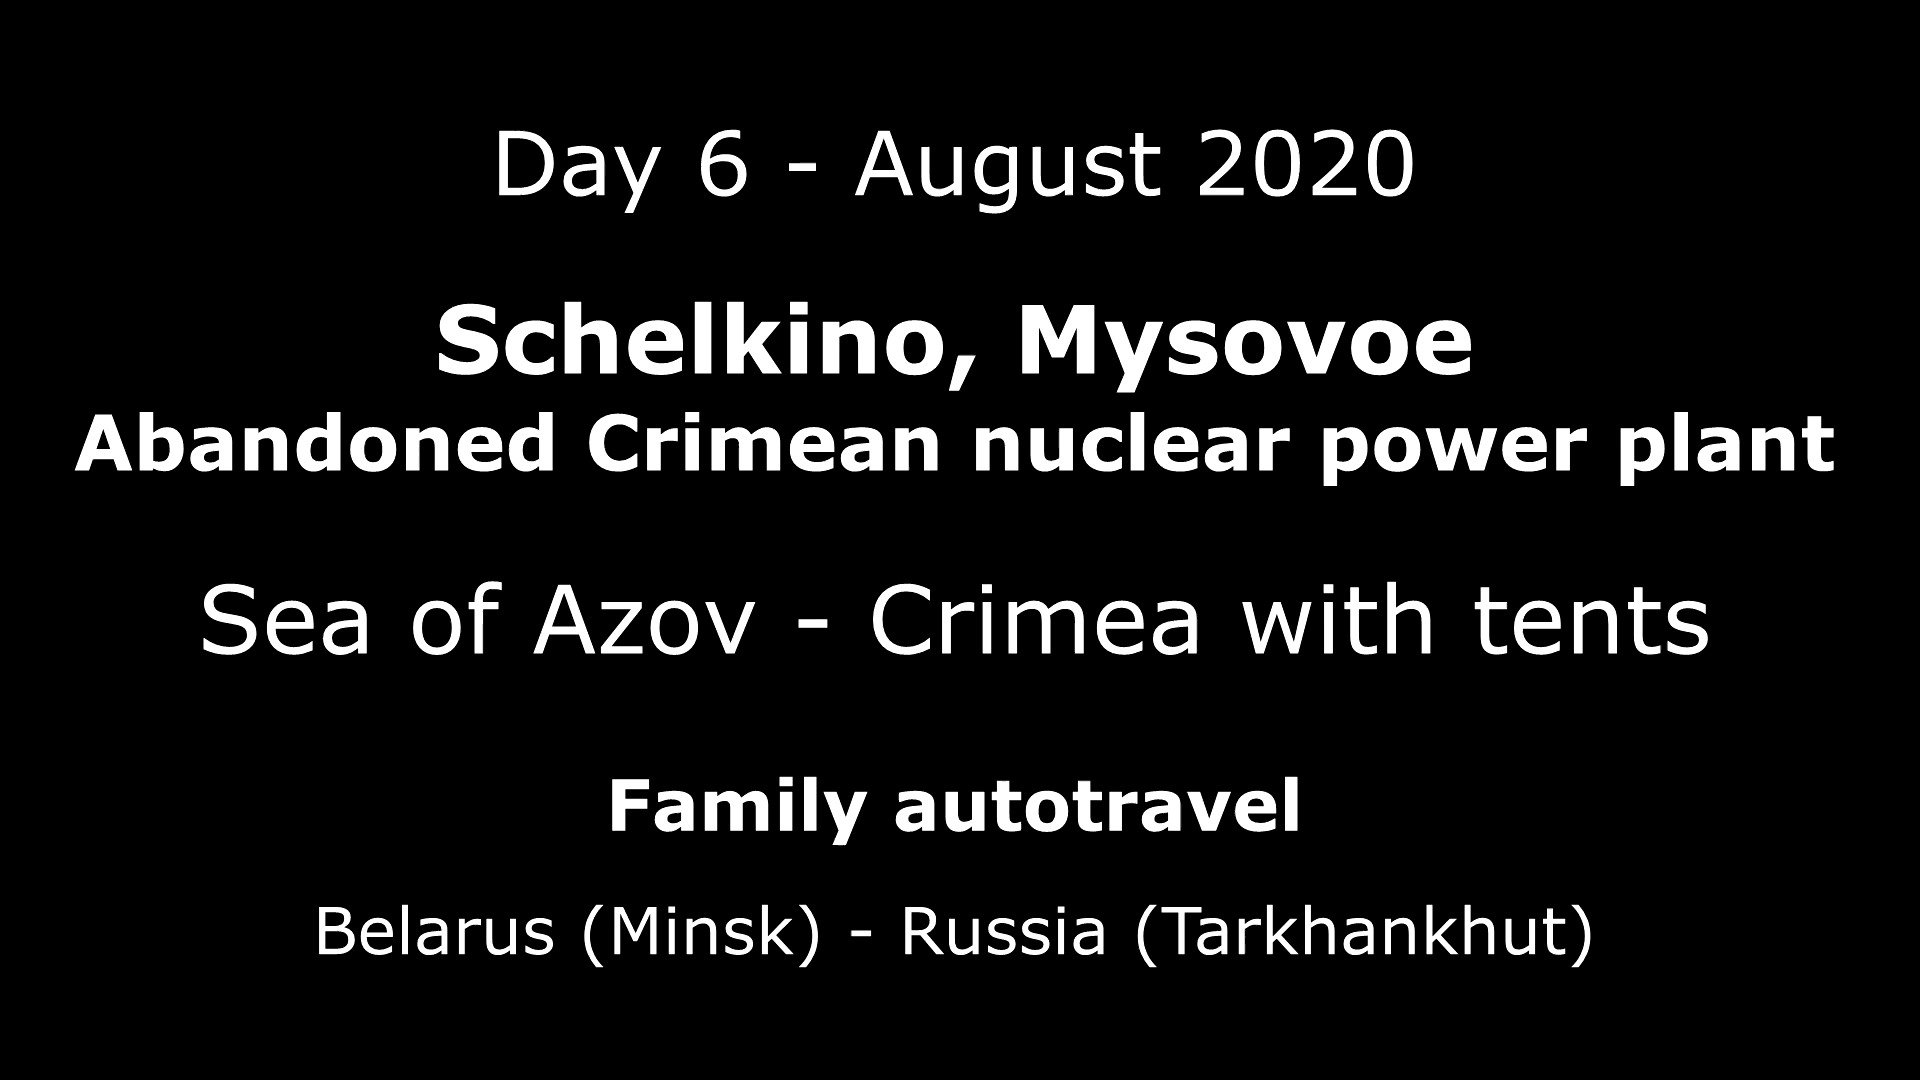 Day 6 - August 2020
Schelkino, Mysovoe
Abandoned Crimean nuclear power plant
Sea of Azov - Crimea with tents
Family autotravel
Belarus (Minsk) - Russia (Tarkhankhut)